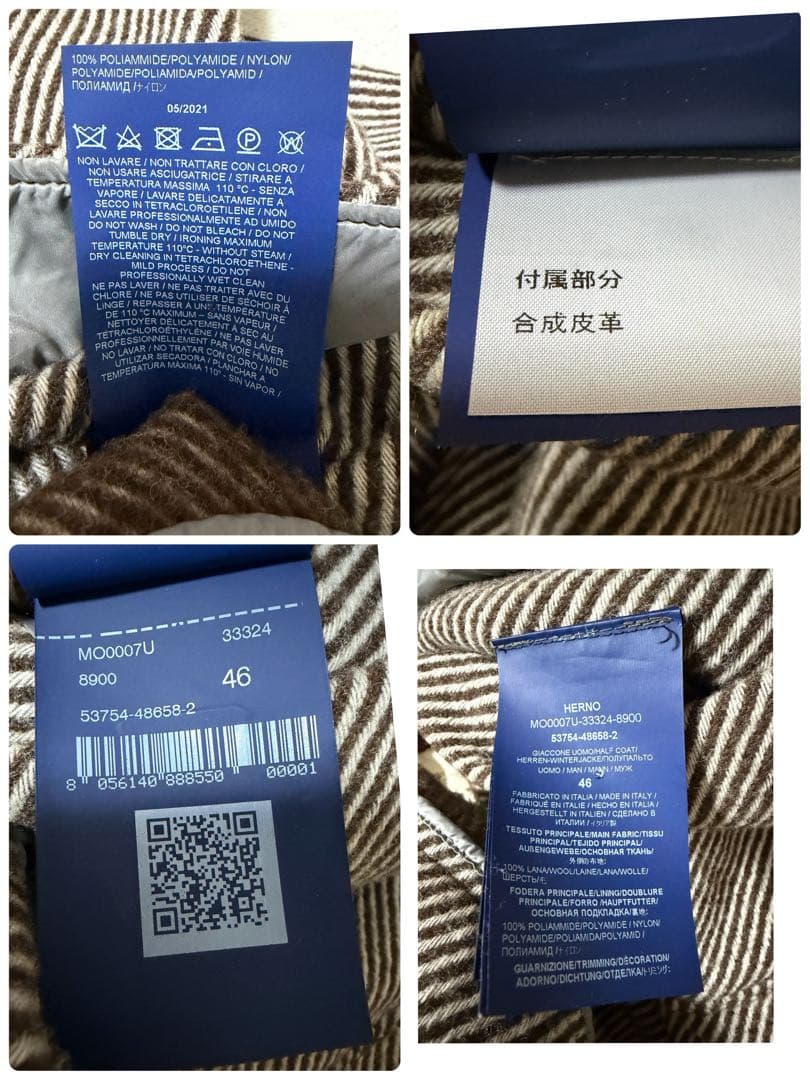 100% POLIAMMIDE/POLYAMIDE / NYLON/
POLYAMIDE/POLIAMIDA/POLYAMID /
ПОЛИАМИД /ナイロン
05/2021
P
W
NON LAVARE / NON TRATTARE CON CLORO /
NON USARE ASCIUGATRICE / STIRARE A
TEMPERATURA MASSIMA 110 °C - SENZA
VAPORE / LAVARE DELICATAMENTE A
SECCO IN TETRACLOROETILENE / NON
LAVARE PROFESSIONALMENTE AD UMIDO
DO NOT WASH / DO NOT BLEACH / DO NOT
TUMBLE DRY / IRONING MAXIMUM
TEMPERATURE 110°C - WITHOUT STEAM /
DRY CLEANING IN TETRACHLOROETHENE -
MILD PROCESS / DO NOT
PROFESSIONALLY WET CLEAN
NE PAS LAVER / NE PAS TRAITER AVEC DU
CHLORE / NE PAS UTILISER DE SÉCHOIR À
LINGE / REPASSER À UNE TEMPÉRATURE
DE 110°C MAXIMUM – SANS VAPEUR /
NETTOYER DÉLICATEMENT À SEC AU
TÉTRACHLOROÉTHYLÈNE / NE PAS LAVER
PROFESSIONNELLEMENT PAR VOIE HUMIDE
NO LAVAR / NO TRATAR CON CLORO / NO
UTILIZAR SECADORA / PLANCHAR A
TEMPERATURA MÁXIMA 110° - SIN VAPOR /
付属部分
合成皮革
MO0007U 33324
8900 46
53754-48658-2
8 056140 888550 00001
HERNO
MO0007U-33324-8900
53754-48658-2
GIACCONE UOMO/HALF COAT/
HERREN-WINTERJACKE/ПОЛУПАЛЬТО
UOMO / MAN / MANN / МУЖ
46
FABBRICATO IN ITALIA / MADE IN ITALY /
FABRIQUÉ EN ITALIE / HECHO EN ITALIA /
HERGESTELLT IN ITALIEN / СДЕЛАНО В
ИТАЛИИ / イタリア製
TESSUTO PRINCIPALE/MAIN FABRIC/TISSU
PRINCIPAL/TEJIDO PRINCIPAL/
AUßENGEWEBE/ОСНОВНАЯ ТКАНЬ/
外側の布地:
100% LANA/WOOL/LAINE/LANA/WOLLE/
ШЕРСТЬ/毛
FODERA PRINCIPALE/LINING/DOUBLURE
PRINCIPALE/FORRO /HAUPTFUTTER/
ОСНОВНАЯ ПОДКЛАДКА/裏地:
100% POLIAMMIDE/POLYAMIDE / NYLON/
POLYAMIDE/POLIAMIDA/POLYAMID /
ПОЛИАМИД /ナイロン
GUARNIZIONE/TRIMMING/DÉCORATION/
ADORNO/DICHTUNG/ОТДЕЛКА/トリミング: